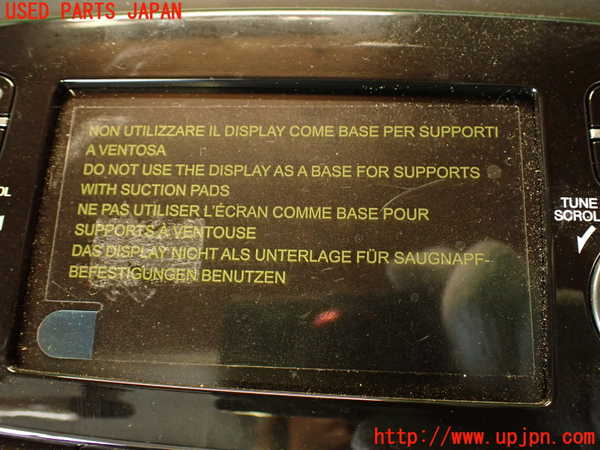 USED PARTS JAPAN
NON UTILIZZARE IL DISPLAY COME BASE PER SUPPORTI
A VENTOSA
DO NOT USE THE DISPLAY AS A BASE FOR SUPPORTS
WITH SUCTION PADS
NE PAS UTILISER L'ÉCRAN COMME BASE POUR
SUPPORTS À VENTOUSE
DAS DISPLAY NICHT ALS UNTERLAGE FÜR SAUGNAPF-
BEFESTIGUNGEN BENUTZEN
TUNE
SCROLL
http://www.upjpn.com/